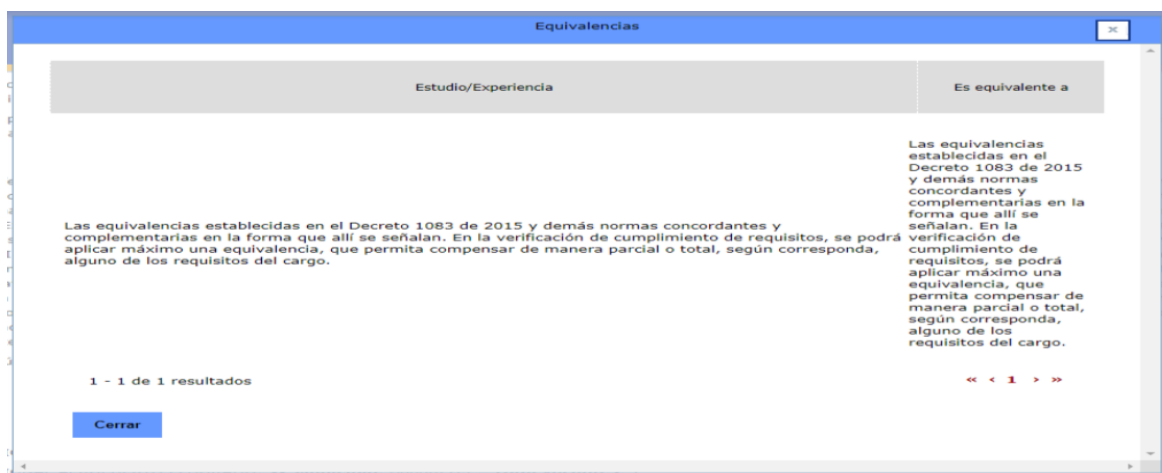 Equivalencias
×
Estudio/Experiencia
Es equivalente a
Las equivalencias establecidas en el Decreto 1083 de 2015 y demás normas concordantes y
complementarias en la forma que allí se señalan. En la verificación de cumplimiento de requisitos, se podrá
aplicar máximo una equivalencia, que permita compensar de manera parcial o total, según corresponda,
alguno de los requisitos del cargo.
Las equivalencias
establecidas en el
Decreto 1083 de 2015
y demás normas
concordantes y
complementarias en la
forma que allí se
señalan. En la
verificación de
cumplimiento de
requisitos, se podrá
aplicar máximo una
equivalencia, que
permita compensar de
manera parcial o total,
según corresponda,
alguno de los
requisitos del cargo.
1 - 1 de 1 resultados
« ‹ 1 › »
Cerrar